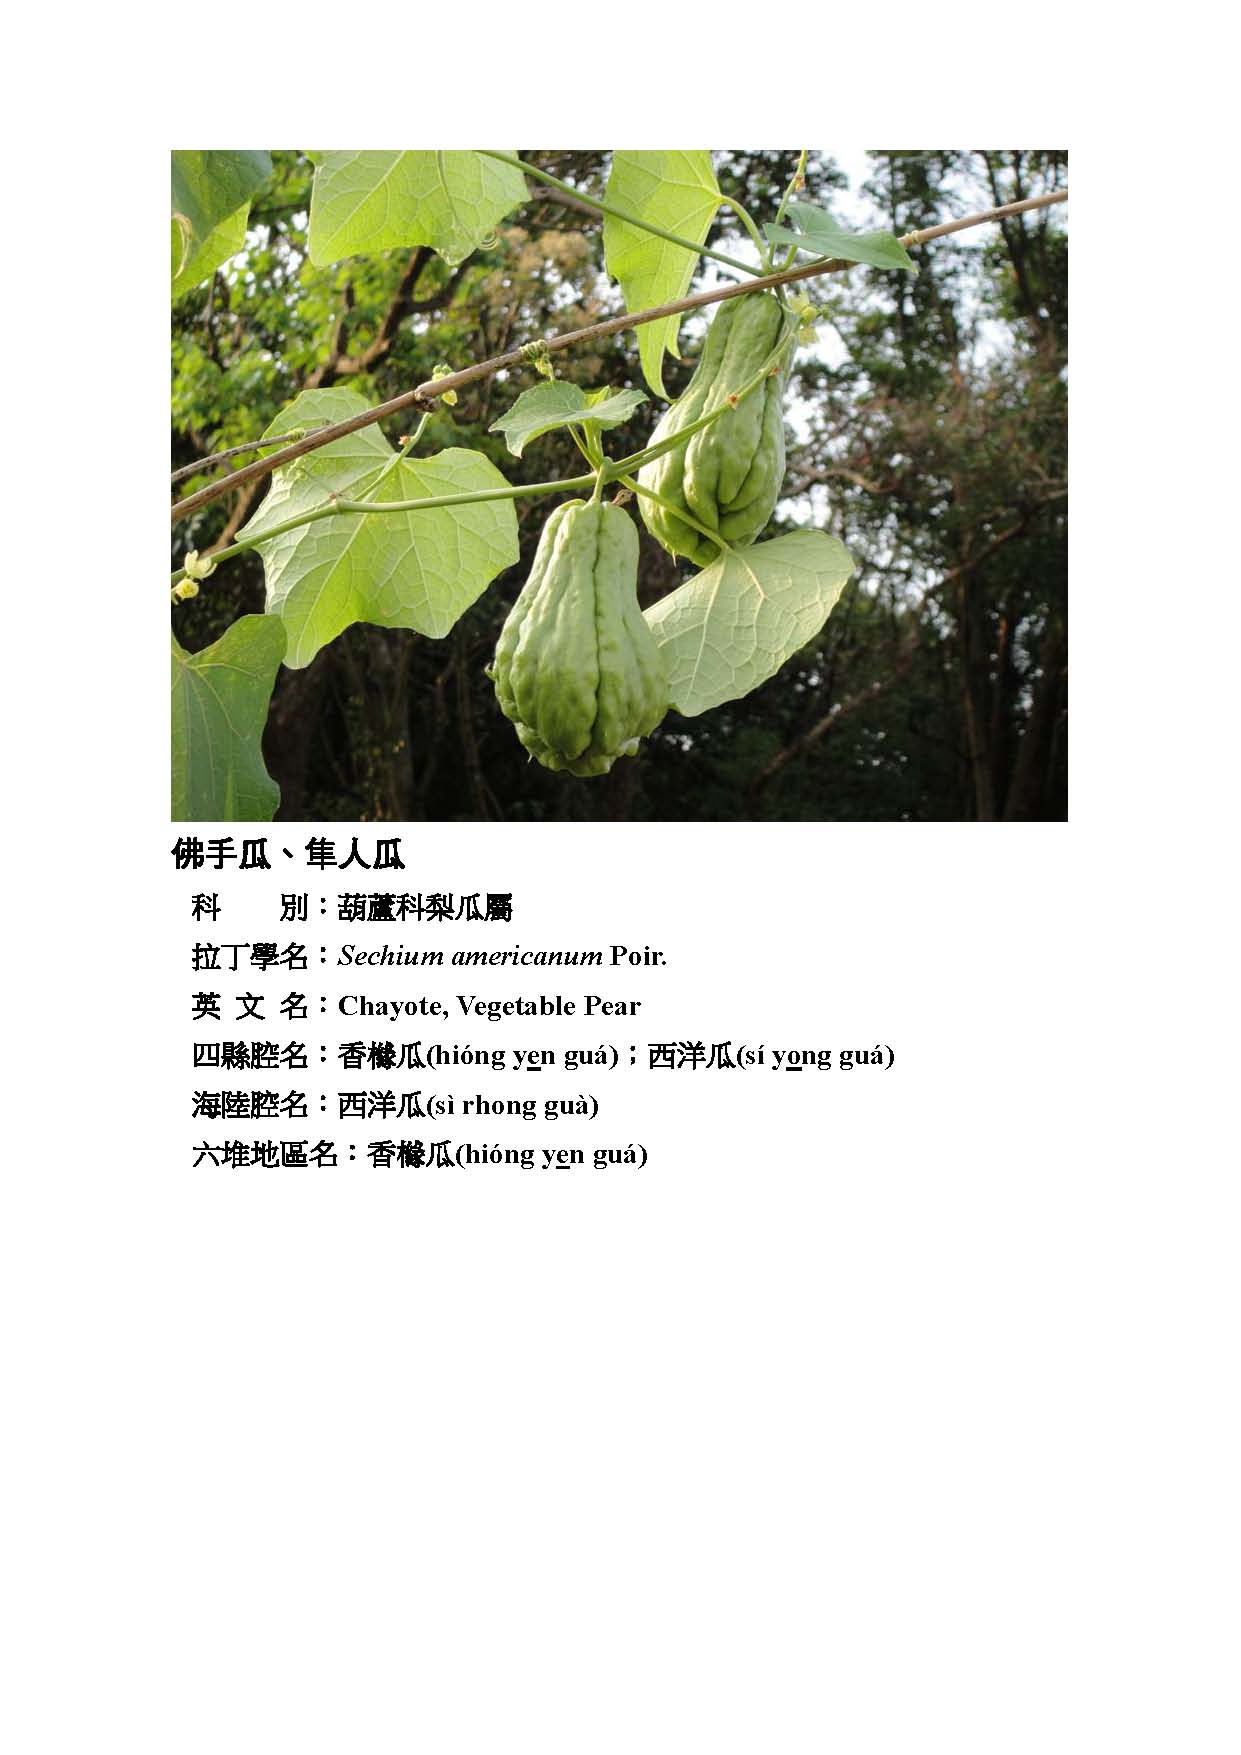 佛手瓜、隼人瓜
科　　別：葫蘆科梨瓜屬
拉丁學名：Sechium americanum Poir.
英 文 名：Chayote, Vegetable Pear
四縣腔名：香櫞瓜(hióng yen guá)；西洋瓜(sí yong guá)
海陸腔名：西洋瓜(sì rhong guà)
六堆地區名：香櫞瓜(hióng yen guá)